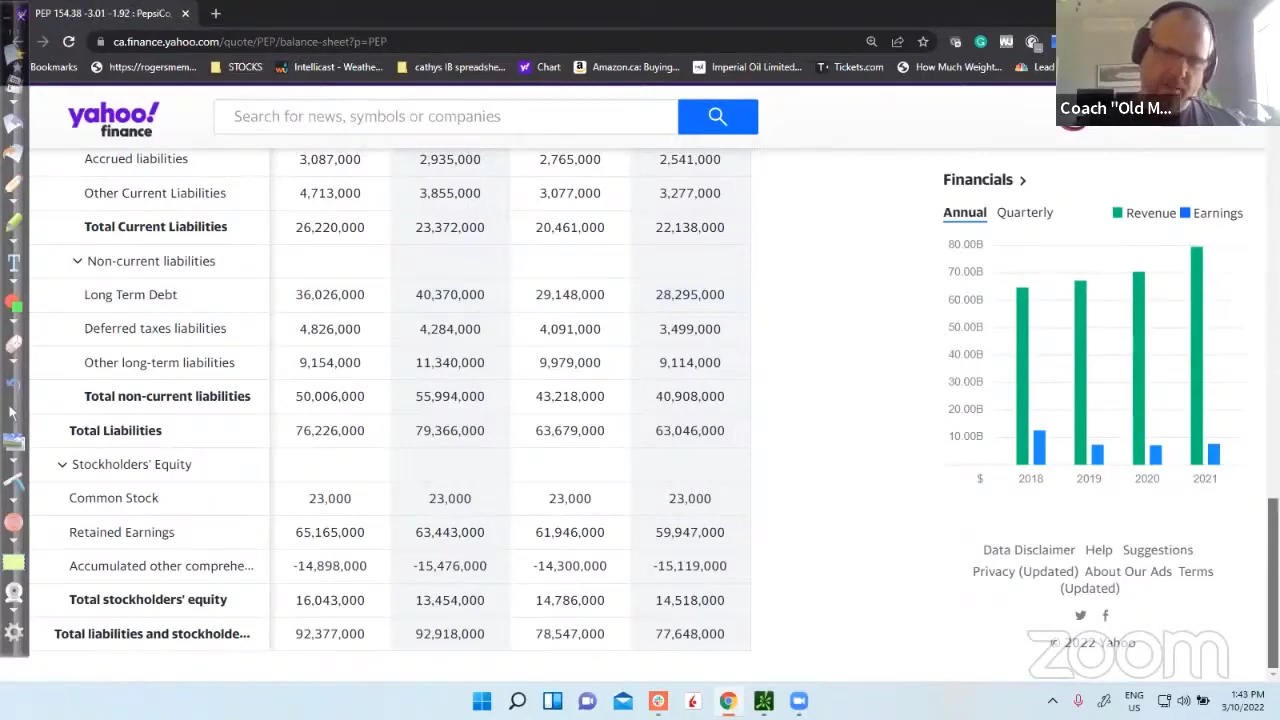 PEP 154.38 -3.01 -1.92 : PepsiCo,
ca.finance.yahoo.com/quote/PEP/balance-sheet?p=PEP
Bookmarks https://rogersmem... STOCKS Intellicast - Weathe... cathys IB spreadshe... Chart Amazon.ca: Buying,... Imperial Oil Limited,... Tickets.com How Much Weight... Lead
Coach "Old M...
yahoo!
finance
Search for news, symbols or companies
Accrued liabilities 3,087,000 2,935,000 2,765,000 2,541,000
Other Current Liabilities 4,713,000 3,855,000 3,077,000 3,277,000
Total Current Liabilities 26,220,000 23,372,000 20,461,000 22,138,000
Non-current liabilities
Long Term Debt 36,026,000 40,370,000 29,148,000 28,295,000
Deferred taxes liabilities 4,826,000 4,284,000 4,091,000 3,499,000
Other long-term liabilities 9,154,000 11,340,000 9,979,000 9,114,000
Total non-current liabilities 50,006,000 55,994,000 43,218,000 40,908,000
Total Liabilities 76,226,000 79,366,000 63,679,000 63,046,000
Stockholders' Equity
Common Stock 23,000 23,000 23,000 23,000
Retained Earnings 65,165,000 63,443,000 61,946,000 59,947,000
Accumulated other comprehe... -14,898,000 -15,476,000 -14,300,000 -15,119,000
Total stockholders' equity 16,043,000 13,454,000 14,786,000 14,518,000
Total liabilities and stockholde... 92,377,000 92,918,000 78,547,000 77,648,000
Financials
Annual Quarterly Revenue Earnings
80.00B
70.00B
60.00B
50.00B
40.00B
30.00B
20.00B
10.00B
$ 2018 2019 2020 2021
Data Disclaimer Help Suggestions
Privacy (Updated) About Our Ads Terms
(Updated)
© 2022 Yahoo
zoom
ENG
US
1:43 PM
3/10/2022